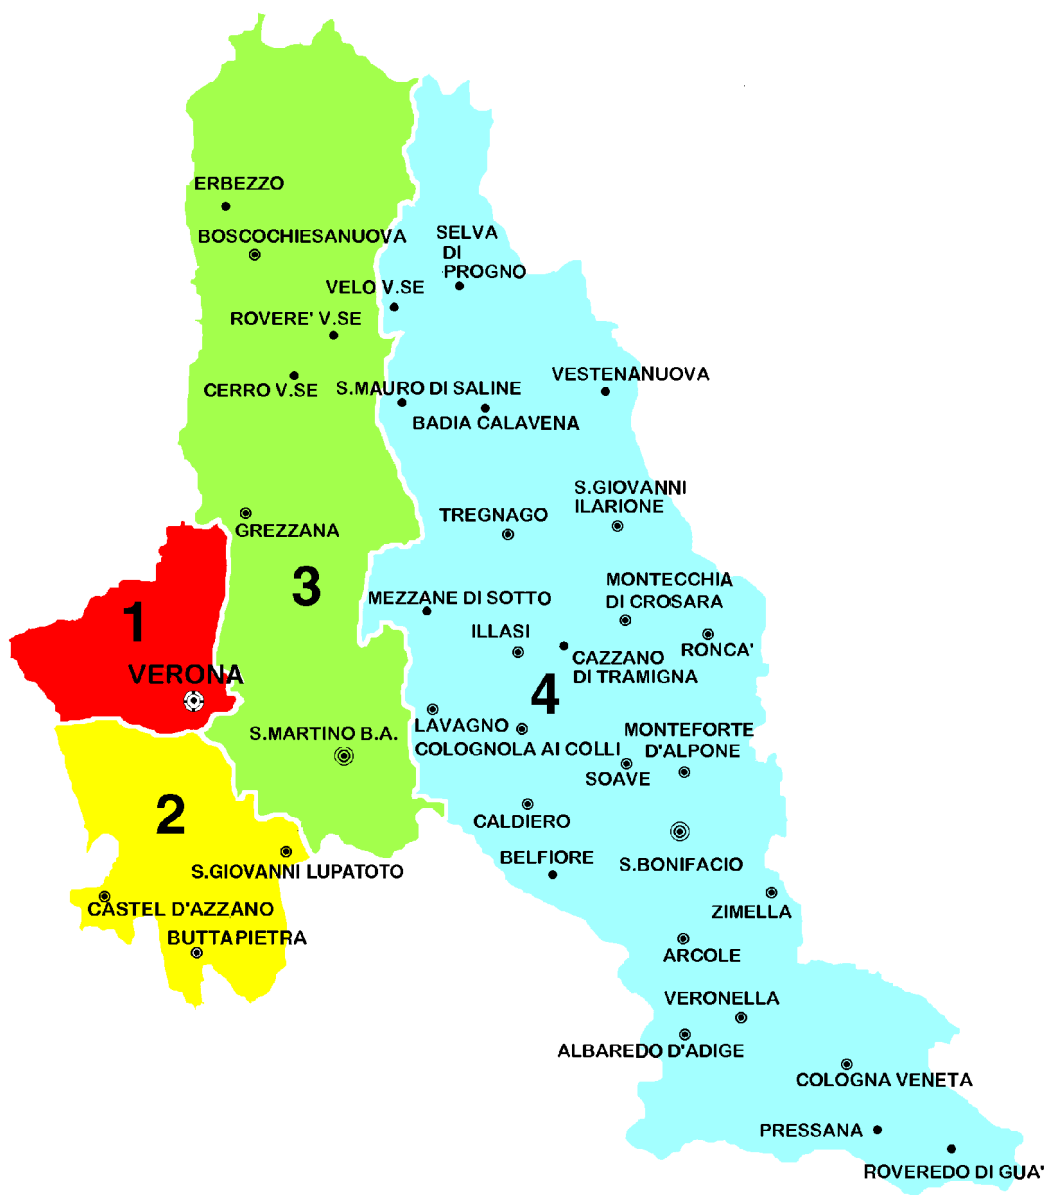 ERBEZZO
BOSCOCHIESANUOVA
SELVA
DI
PROGNO
VELO V.SE
ROVERE' V.SE
CERRO V.SE
S.MAURO DI SALINE
VESTENANUOVA
BADIA CALAVENA
S.GIOVANNI
ILARIONE
TREGNAGO
GREZZANA
3
MONTECCHIA
DI CROSARA
MEZZANE DI SOTTO
1
ILLASI
RONCA'
CAZZANO
DI TRAMIGNA
VERONA
4
LAVAGNO
S.MARTINO B.A.
COLOGNOLA AI COLLI
MONTEFORTE
D'ALPONE
SOAVE
2
CALDIERO
BELFIORE
S.BONIFACIO
S.GIOVANNI LUPATOTO
CASTEL D'AZZANO
ZIMELLA
BUTTAPIETRA
ARCOLE
VERONELLA
ALBAREDO D'ADIGE
COLOGNA VENETA
PRESSANA
ROVEREDO DI GUA'